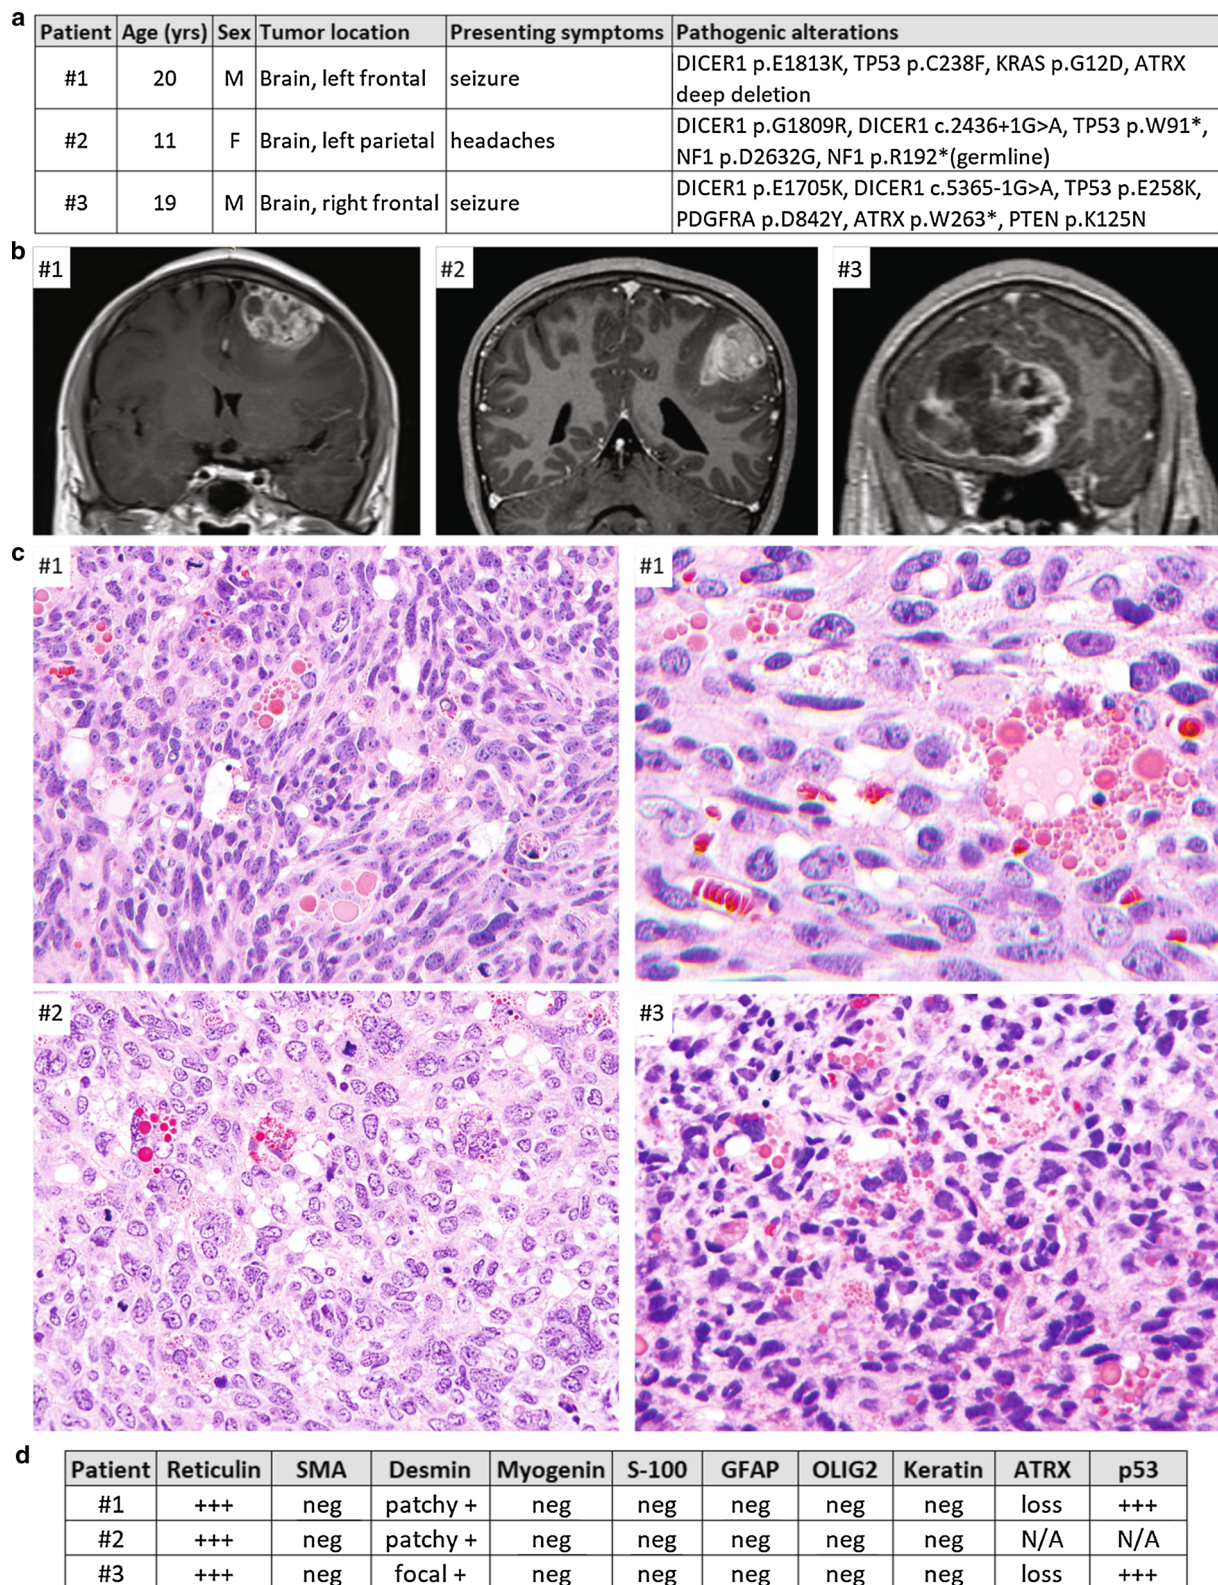 a
Patient Age (yrs) Sex Tumor location Presenting symptoms Pathogenic alterations
#1 20 M Brain, left frontal seizure DICER1 p.E1813K, TP53 p.C238F, KRAS p.G12D, ATRX
deep deletion
#2 11 F Brain, left parietal headaches DICER1 p.G1809R, DICER1 c.2436+1G>A, TP53 p.W91*,
NF1 p.D2632G, NF1 p.R192*(germline)
#3 19 M Brain, right frontal seizure DICER1 p.E1705K, DICER1 c.5365-1G>A, TP53 p.E258K,
PDGFRA p.D842Y, ATRX p.W263*, PTEN p.K125N
b
#1 #2 #3
c
#1 #1
#2 #3
d
Patient Reticulin SMA Desmin Myogenin S-100 GFAP OLIG2 Keratin ATRX p53
#1 +++ neg patchy + neg neg neg neg neg loss +++
#2 +++ neg patchy + neg neg neg neg neg N/A N/A
#3 +++ neg focal + neg neg neg neg neg loss +++